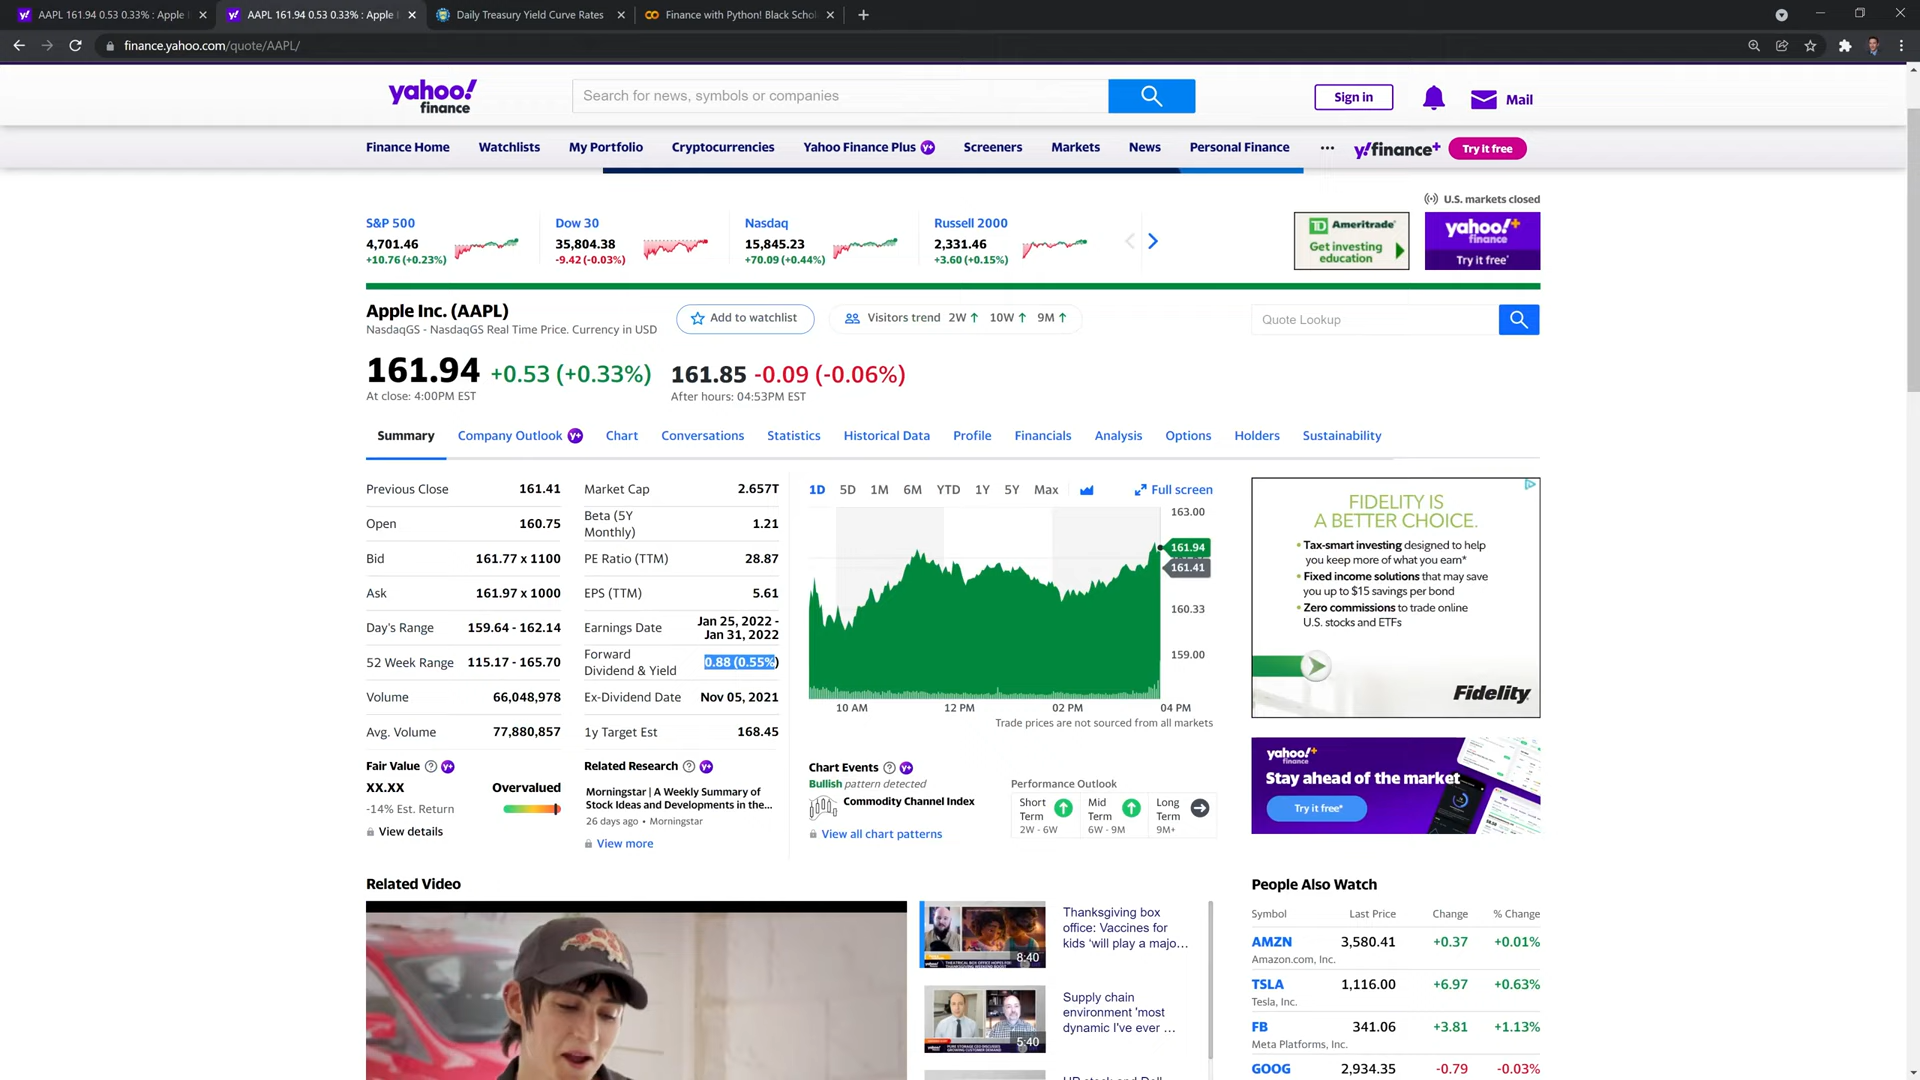 AAPL 161.94 0.53 0.33% : Apple I
AAPL 161.94 0.53 0.33% : Apple I
Daily Treasury Yield Curve Rates
Finance with Python! Black Schol
finance.yahoo.com/quote/AAPL/
yahoo!
finance
Search for news, symbols or companies
Sign in
Mail
Finance Home
Watchlists
My Portfolio
Cryptocurrencies
Yahoo Finance Plus
Screeners
Markets
News
Personal Finance
...
y!finance+
Try it free
U.S. markets closed
S&P 500
4,701.46
+10.76 (+0.23%)
Dow 30
35,804.38
-9.42 (-0.03%)
Nasdaq
15,845.23
+70.09 (+0.44%)
Russell 2000
2,331.46
+3.60 (+0.15%)
TD Ameritrade
Get investing
education
yahoo!+
finance
Try it free*
Apple Inc. (AAPL)
NasdaqGS - NasdaqGS Real Time Price. Currency in USD
Add to watchlist
Visitors trend 2W↑ 10W↑ 9M↑
Quote Lookup
161.94 +0.53 (+0.33%)
At close: 4:00PM EST
161.85 -0.09 (-0.06%)
After hours: 04:53PM EST
Summary
Company Outlook
Chart
Conversations
Statistics
Historical Data
Profile
Financials
Analysis
Options
Holders
Sustainability
Previous Close 161.41
Open 160.75
Bid 161.77 x 1100
Ask 161.97 x 1000
Day's Range 159.64 - 162.14
52 Week Range 115.17 - 165.70
Volume 66,048,978
Avg. Volume 77,880,857
Market Cap 2.657T
Beta (5Y
Monthly) 1.21
PE Ratio (TTM) 28.87
EPS (TTM) 5.61
Earnings Date Jan 25, 2022 -
Jan 31, 2022
Forward
Dividend & Yield 0.88 (0.55%)
Ex-Dividend Date Nov 05, 2021
1y Target Est 168.45
1D 5D 1M 6M YTD 1Y 5Y Max
Full screen
163.00
161.94
161.41
160.33
159.00
10 AM 12 PM 02 PM 04 PM
Trade prices are not sourced from all markets
Fair Value
XX.XX Overvalued
-14% Est. Return
View details
Related Research
Morningstar | A Weekly Summary of
Stock Ideas and Developments in the...
26 days ago • Morningstar
View more
Chart Events
Bullish pattern detected
Commodity Channel Index
View all chart patterns
Performance Outlook
Short
Term
2W - 6W
Mid
Term
6W - 9M
Long
Term
9M+
FIDELITY IS
A BETTER CHOICE.
• Tax-smart investing designed to help
you keep more of what you earn*
• Fixed income solutions that may save
you up to $15 savings per bond
• Zero commissions to trade online
U.S. stocks and ETFs
Fidelity
yahoo!+
finance
Stay ahead of the market
Try it free*
Related Video
Thanksgiving box
office: Vaccines for
kids ‘will play a majo...
8:40
Supply chain
environment 'most
dynamic I've ever ...
5:40
People Also Watch
Symbol Last Price Change % Change
AMZN 3,580.41 +0.37 +0.01%
Amazon.com, Inc.
TSLA 1,116.00 +6.97 +0.63%
Tesla, Inc.
FB 341.06 +3.81 +1.13%
Meta Platforms, Inc.
GOOG 2,934.35 -0.79 -0.03%